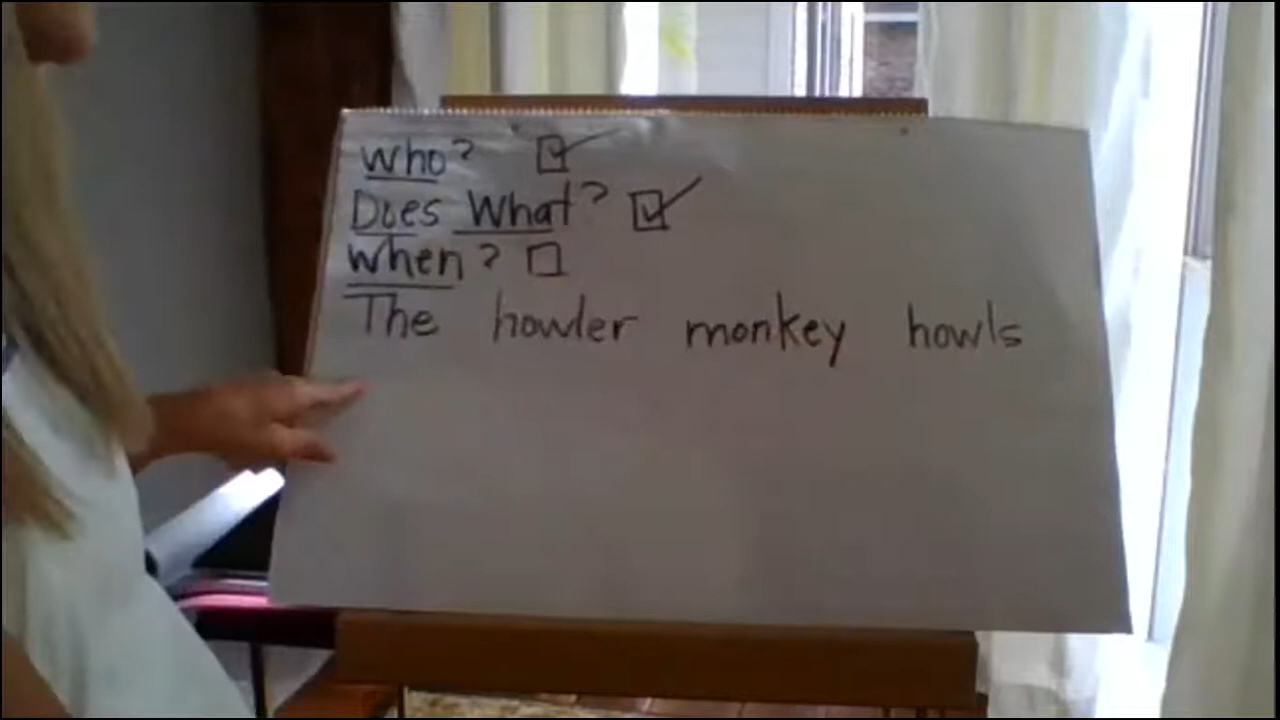 Who? ☑
Does What? ☑
When? ☐
The howler monkey howls